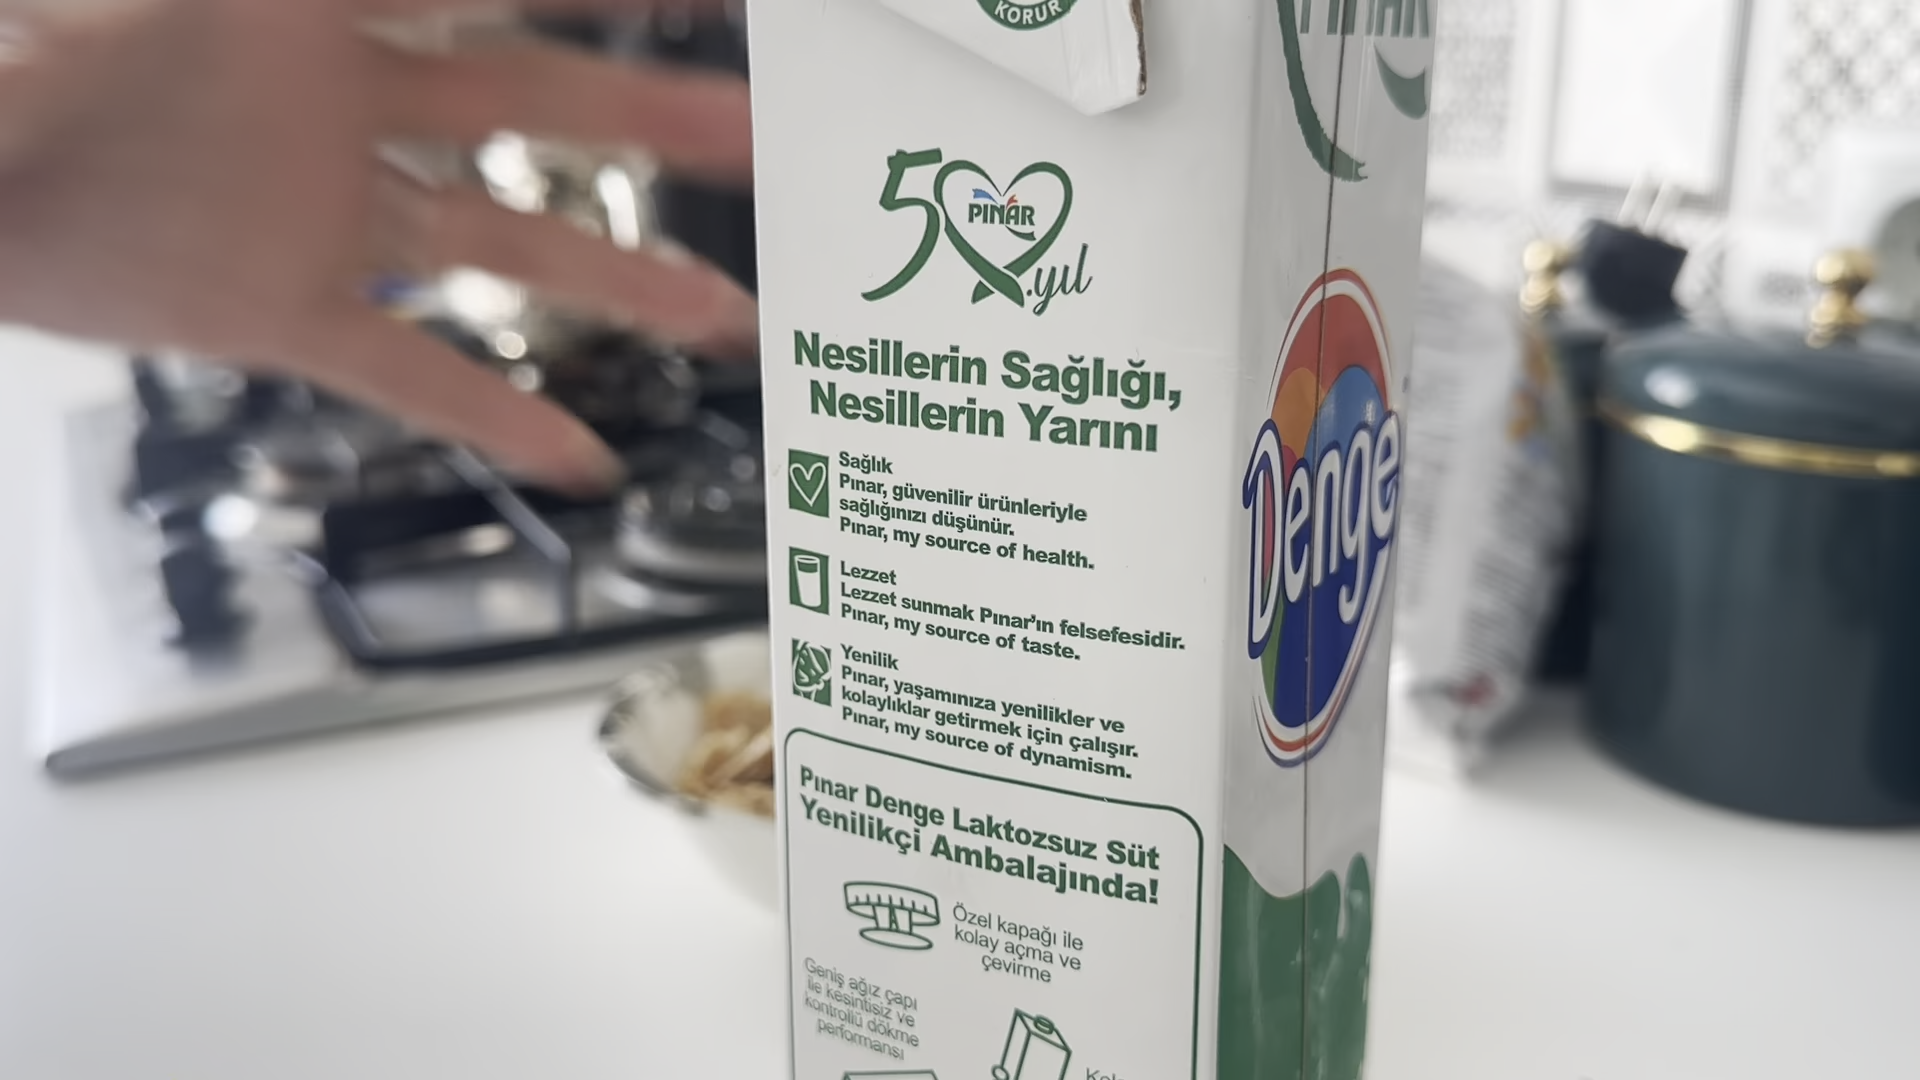 KORUR
50.yıl
PINAR
Nesillerin Sağlığı,
Nesillerin Yarını
Sağlık
Pınar, güvenilir ürünleriyle
sağlığınızı düşünür.
Pınar, my source of health.
Lezzet
Lezzet sunmak Pınar'ın felsefesidir.
Pınar, my source of taste.
Yenilik
Pınar, yaşamınıza yenilikler ve
kolaylıklar getirmek için çalışır.
Pınar, my source of dynamism.
Pınar Denge Laktozsuz Süt
Yenilikçi Ambalajında!
Özel kapağı ile
kolay açma ve
çevirme
Geniş ağız çapı
ile kesintisiz ve
kontrollü dökme
performansı
PINAR
Denge